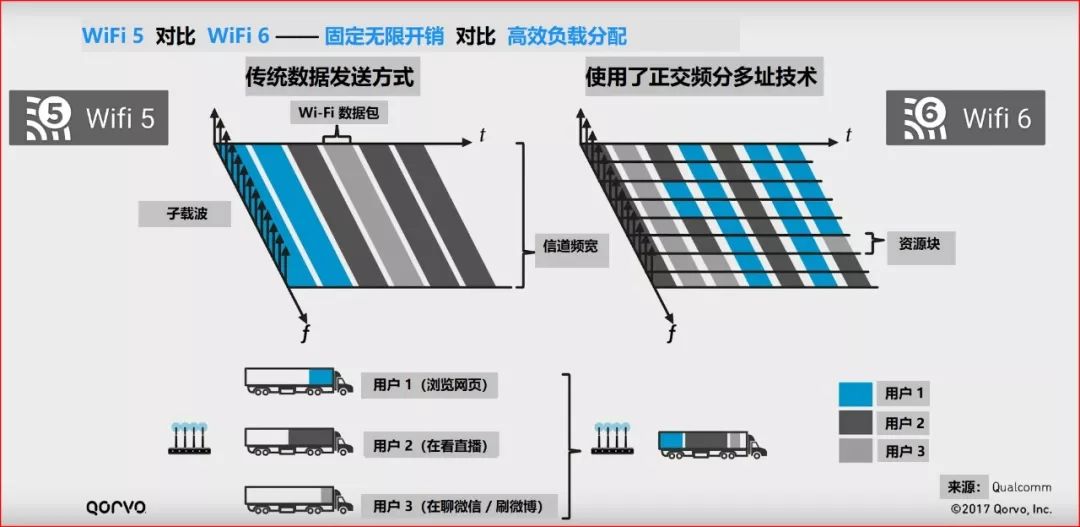 WiFi 5 对比 WiFi 6 —— 固定无限开销 对比 高效负载分配
传统数据发送方式
使用了正交频分多址技术
5 Wifi 5
Wi-Fi 数据包
t
t
6 Wifi 6
子载波
信道频宽
资源块
f
f
用户 1（浏览网页）
用户 2（在看直播）
用户 3（在聊微信 / 刷微博）
用户 1
用户 2
用户 3
来源： Qualcomm
QORVO
©2017 Qorvo, Inc.